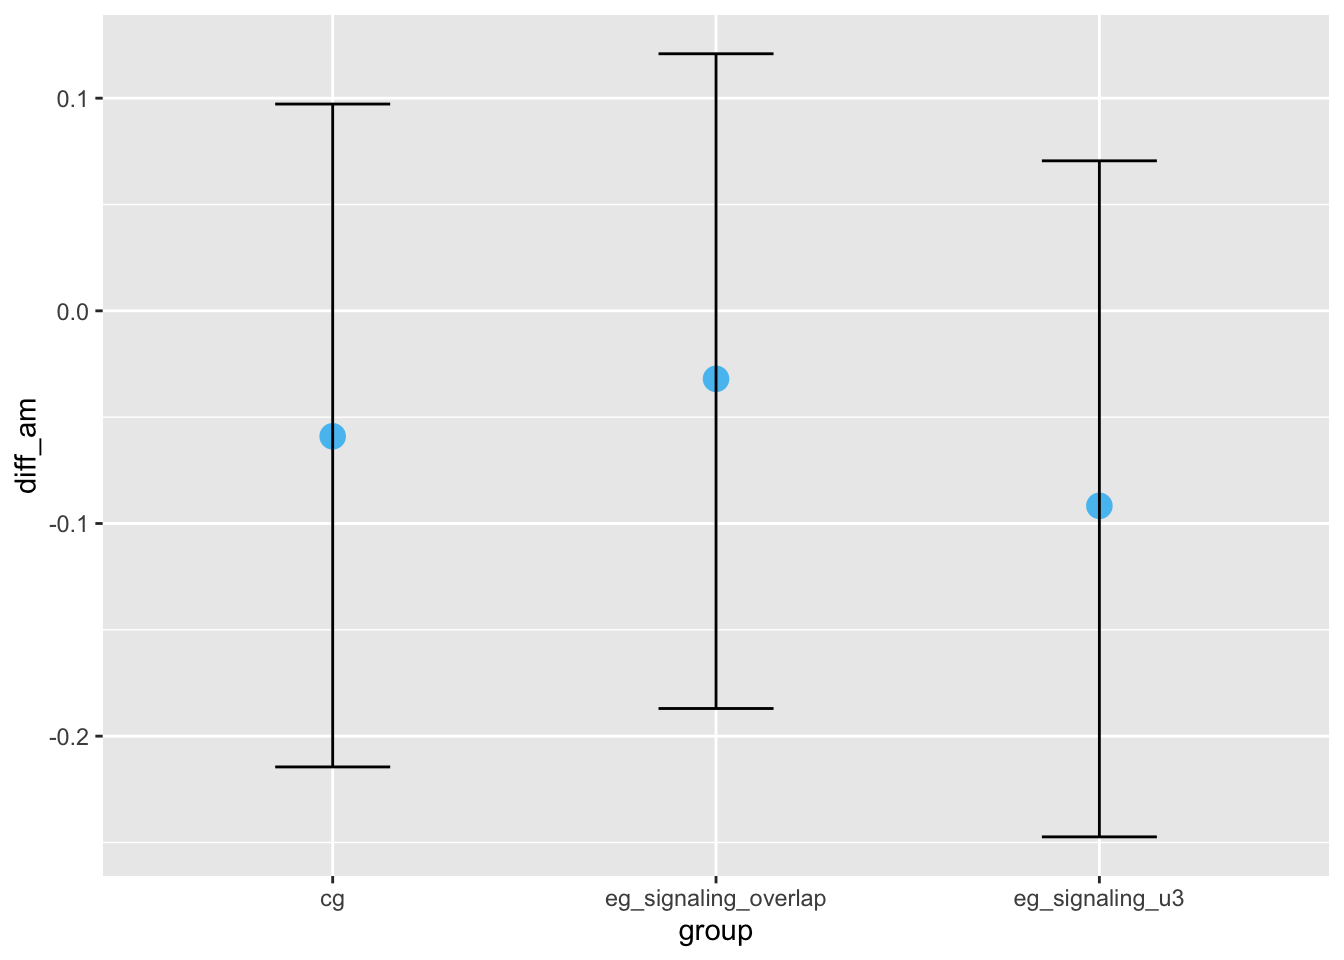 diff_am
0.1
0.0
-0.1
-0.2
cg
eg_signaling_overlap
eg_signaling_u3
group